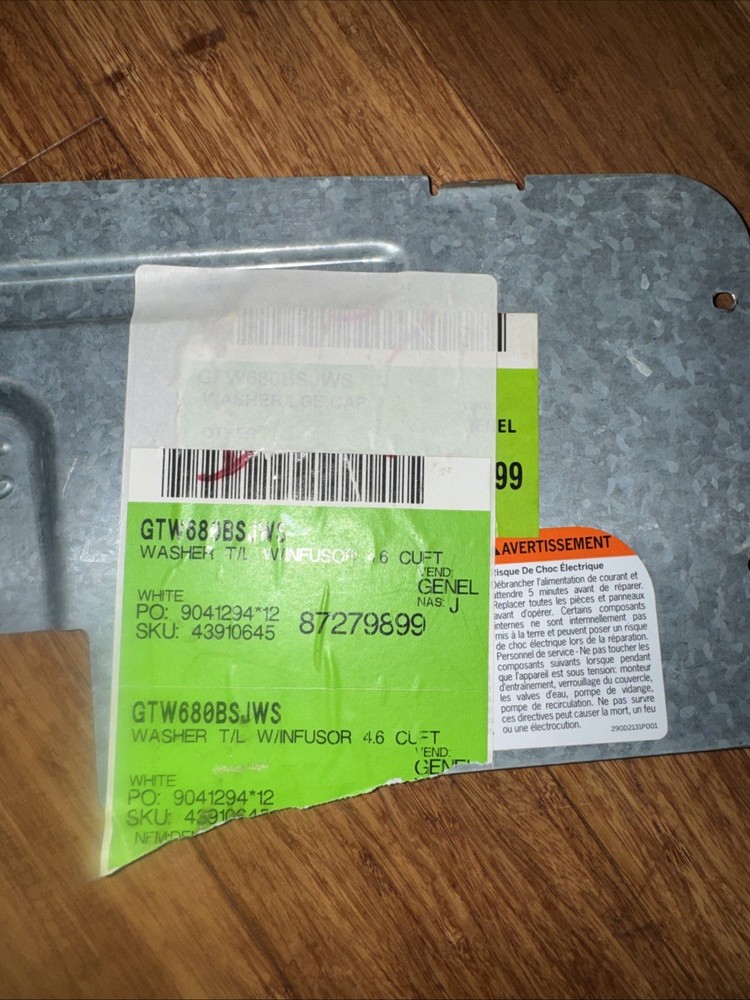 GTW680BSJWS
WASHER LGE CAP
OTHER
EL
99
GTW680BSJWS
WASHER T/L W/INFUSOR 4.6 CUFT
VEND:
GENEL
NAS: J
WHITE
PO: 9041294*12
SKU: 43910645
87279899
GTW680BSJWS
WASHER T/L W/INFUSOR 4.6 CUFT
VEND:
GENEL
WHITE
PO: 9041294*12
SKU: 43910645
AVERTISSEMENT
Risque De Choc Électrique
Débrancher l'alimentation de courant et
attendre 5 minutes avant de réparer.
Replacer toutes les pièces et panneaux
avant d'opérer. Certains composants
internes ne sont internnellement pas
mis à la terre et peuvent poser un risque
de choc électrique lors de la réparation.
Personnel de service - Ne pas toucher les
composants suivants lorsque pendant
que l'appareil est sous tension: moteur
d'entrainement, verrouillage du couvercle,
les valves d'eau, pompe de vidange,
pompe de recirculation. Ne pas survre
ces directives peut causer la mort, un feu
ou une électrocution.
290D2131P001